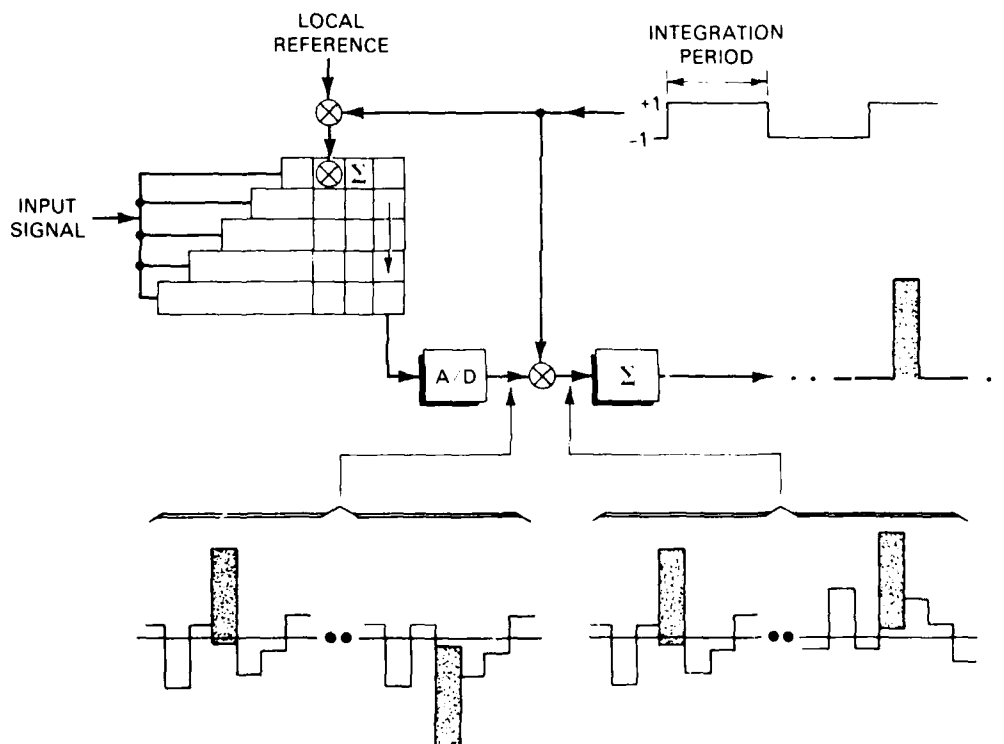 LOCAL
REFERENCE
INTEGRATION
PERIOD
+1
-1
Σ
INPUT
SIGNAL
A/D
Σ